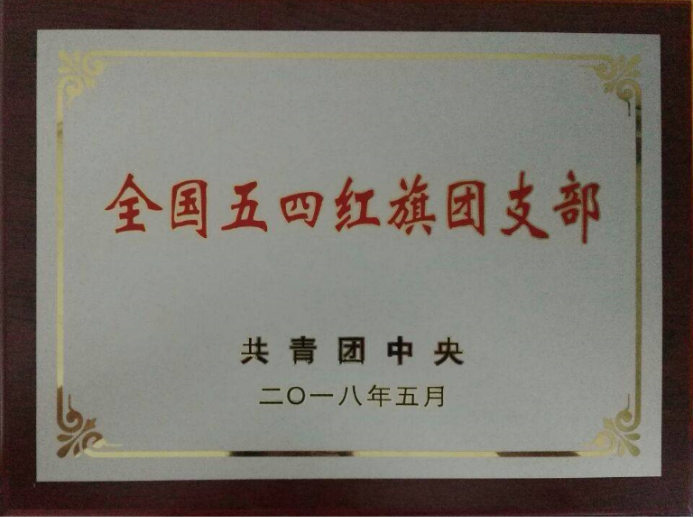 全国五四红旗团支部
共青团中央
二〇一八年五月